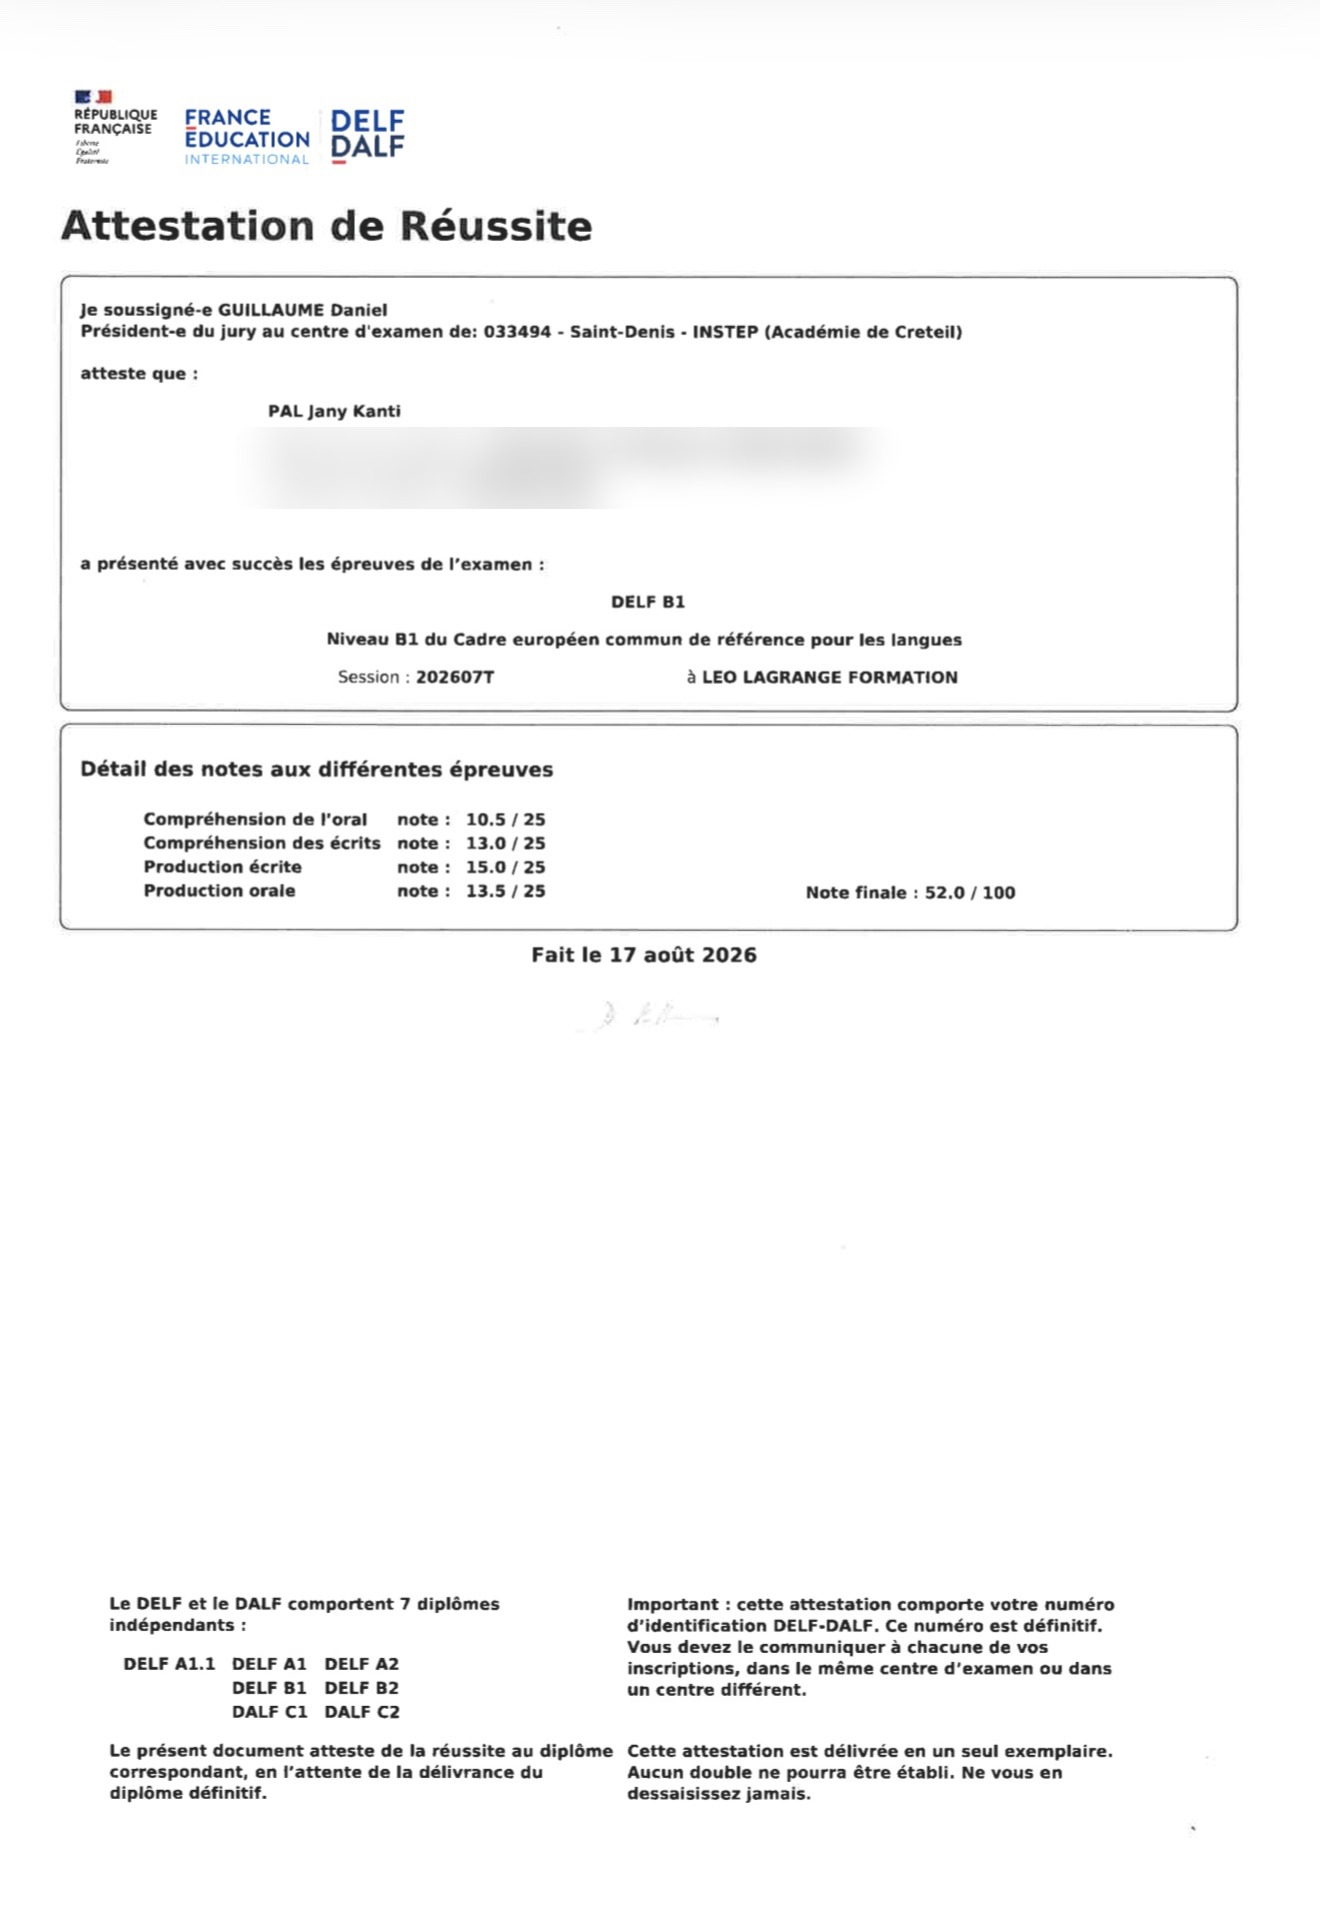 RÉPUBLIQUE
FRANÇAISE
Liberté
Égalité
Fraternité
FRANCE
ÉDUCATION
INTERNATIONAL
DELF
DALF
Attestation de Réussite
Je soussigné-e GUILLAUME Daniel
Président-e du jury au centre d'examen de: 033494 - Saint-Denis - INSTEP (Académie de Creteil)
atteste que :
PAL Jany Kanti
a présenté avec succès les épreuves de l’examen :
DELF B1
Niveau B1 du Cadre européen commun de référence pour les langues
Session : 202607T à LEO LAGRANGE FORMATION
Détail des notes aux différentes épreuves
Compréhension de l’oral note : 10.5 / 25
Compréhension des écrits note : 13.0 / 25
Production écrite note : 15.0 / 25
Production orale note : 13.5 / 25 Note finale : 52.0 / 100
Fait le 17 août 2026
Le DELF et le DALF comportent 7 diplômes
indépendants :
DELF A1.1 DELF A1 DELF A2
DELF B1 DELF B2
DALF C1 DALF C2
Le présent document atteste de la réussite au diplôme
correspondant, en l’attente de la délivrance du
diplôme définitif.
Important : cette attestation comporte votre numéro
d’identification DELF-DALF. Ce numéro est définitif.
Vous devez le communiquer à chacune de vos
inscriptions, dans le même centre d’examen ou dans
un centre différent.
Cette attestation est délivrée en un seul exemplaire.
Aucun double ne pourra être établi. Ne vous en
dessaisissez jamais.